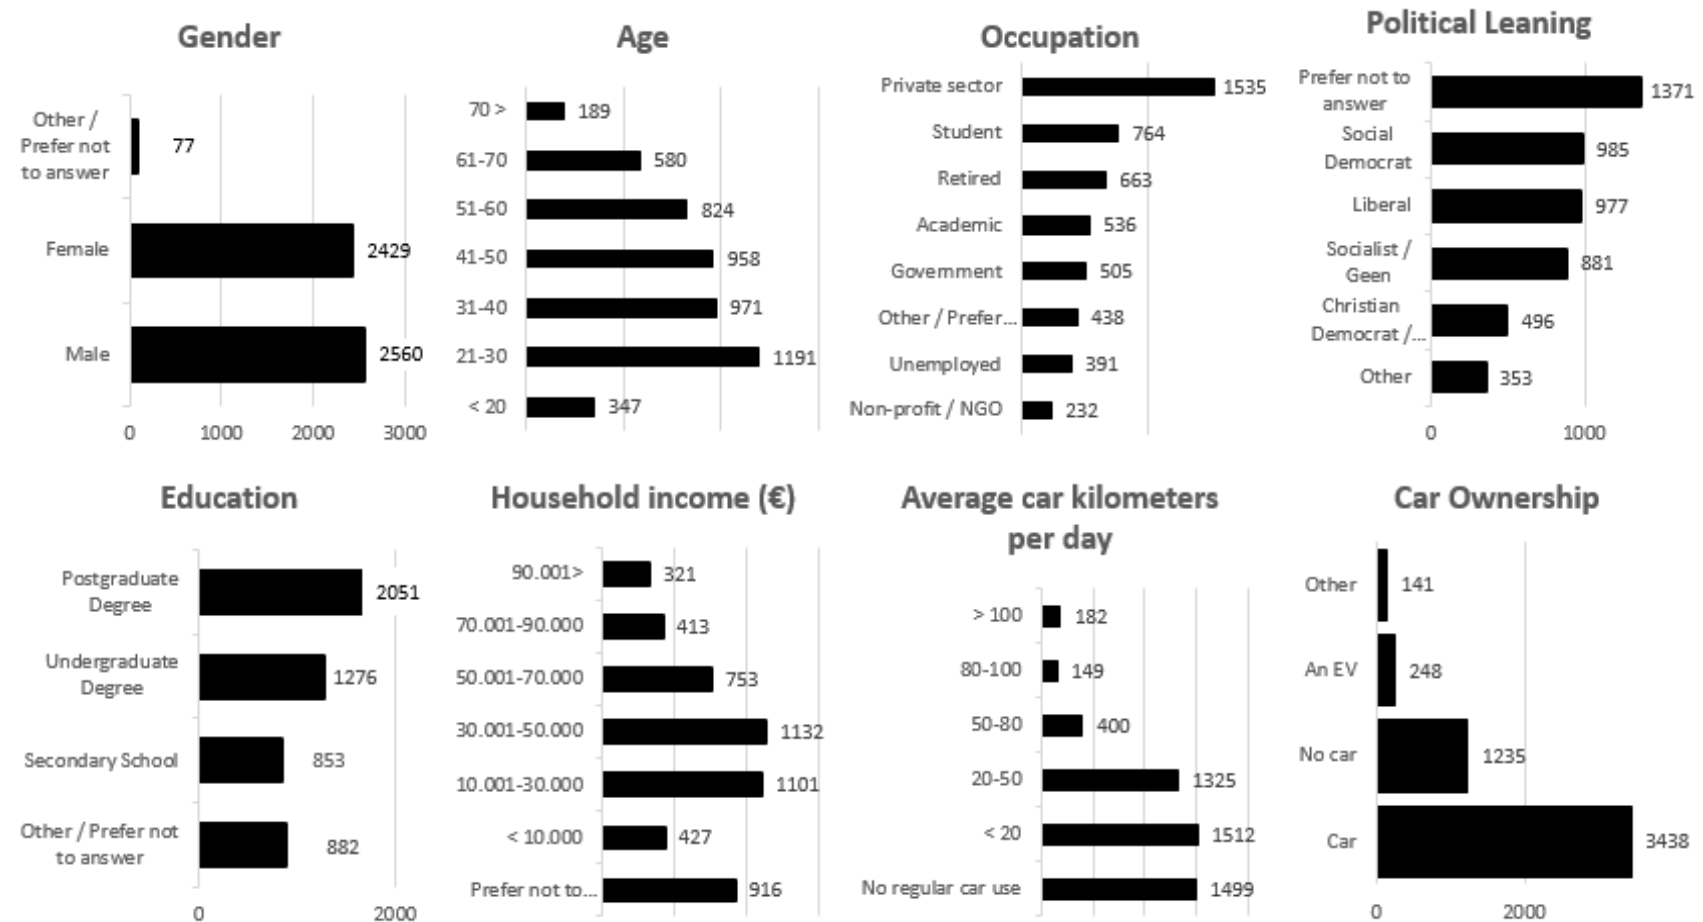 Gender
Other /
Prefer not
to answer
77
Female
2429
Male
2560
0 1000 2000 3000
Age
70 > 189
61-70 580
51-60 824
41-50 958
31-40 971
21-30 1191
< 20 347
Occupation
Private sector 1535
Student 764
Retired 663
Academic 536
Government 505
Other / Prefer... 438
Unemployed 391
Non-profit / NGO 232
Political Leaning
Prefer not to
answer
1371
Social
Democrat
985
Liberal
977
Socialist /
Geen
881
Christian
Democrat /...
496
Other
353
0 1000
Education
Postgraduate
Degree
2051
Undergraduate
Degree
1276
Secondary School
853
Other / Prefer not
to answer
882
0 2000
Household income (€)
90.001> 321
70.001-90.000 413
50.001-70.000 753
30.001-50.000 1132
10.001-30.000 1101
< 10.000 427
Prefer not to... 916
Average car kilometers
per day
> 100 182
80-100 149
50-80 400
20-50 1325
< 20 1512
No regular car use 1499
Car Ownership
Other 141
An EV 248
No car 1235
Car 3438
0 2000